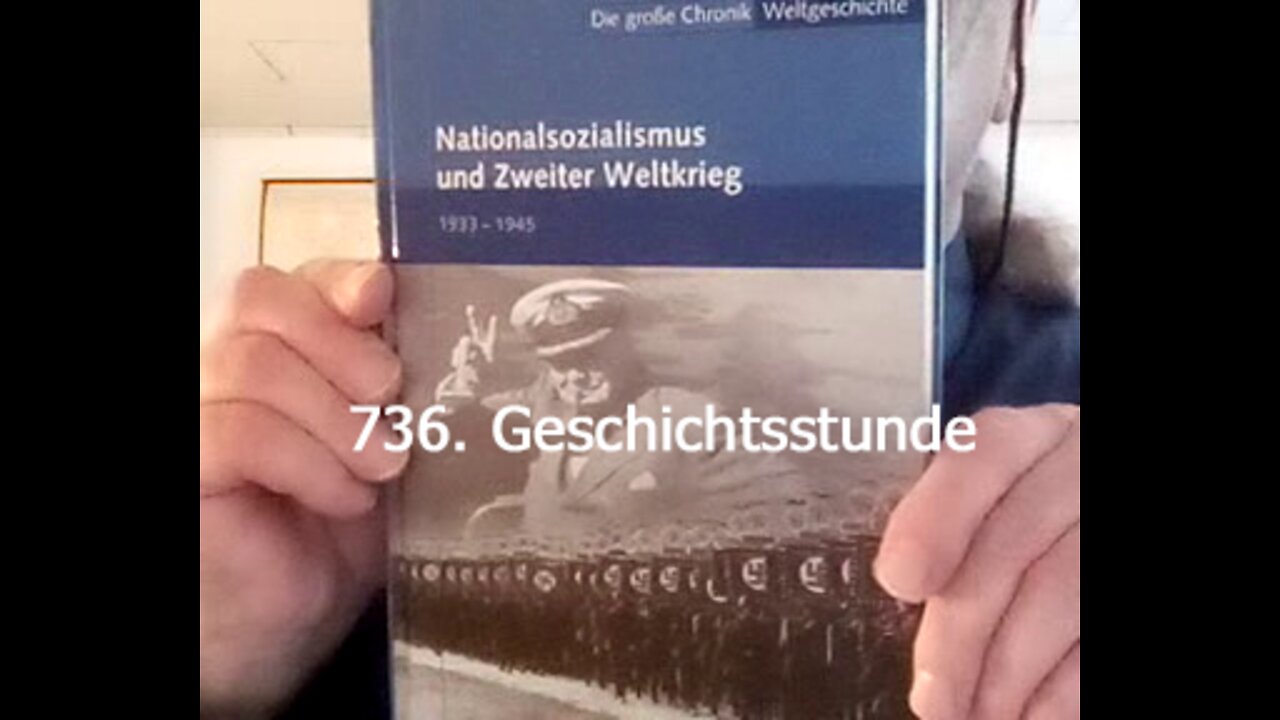 Die große Chronik Weltgeschichte
Nationalsozialismus
und Zweiter Weltkrieg
1933 – 1945
736. Geschichtsstunde